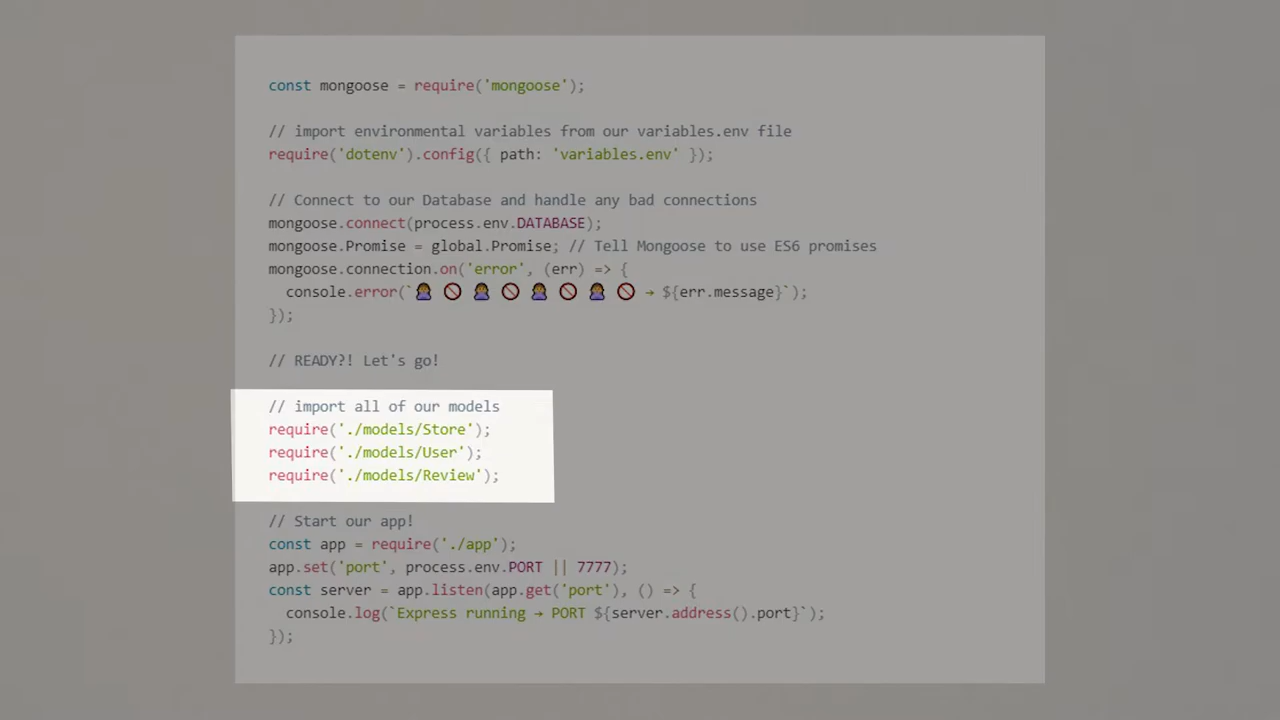 const mongoose = require('mongoose');
// import environmental variables from our variables.env file
require('dotenv').config({ path: 'variables.env' });
// Connect to our Database and handle any bad connections
mongoose.connect(process.env.DATABASE);
mongoose.Promise = global.Promise; // Tell Mongoose to use ES6 promises
mongoose.connection.on('error', (err) => {
console.error(`🙅 🚫 🙅 🚫 🙅 🚫 🙅 🚫 → ${err.message}`);
});
// READY?! Let's go!
// import all of our models
require('./models/Store');
require('./models/User');
require('./models/Review');
// Start our app!
const app = require('./app');
app.set('port', process.env.PORT || 7777);
const server = app.listen(app.get('port'), () => {
console.log(`Express running → PORT ${server.address().port}`);
});